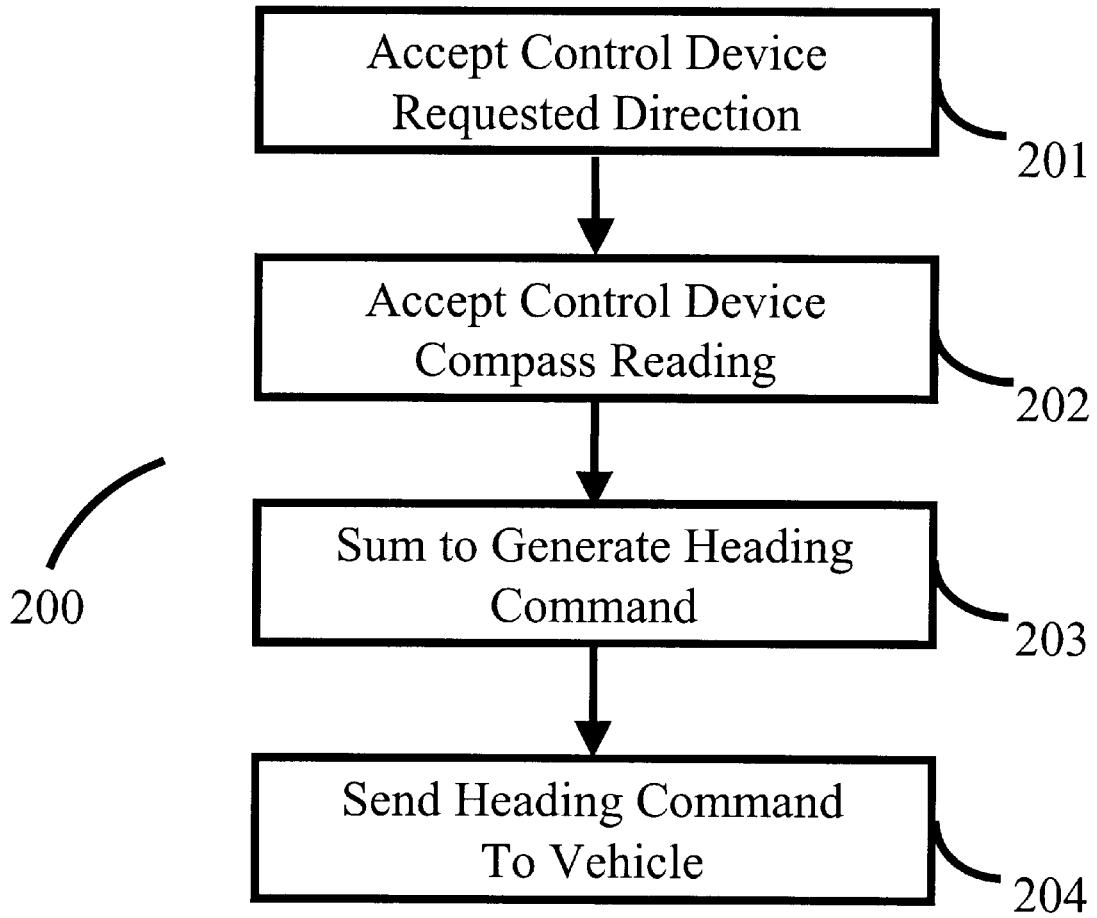 Accept Control Device
Requested Direction
201
Accept Control Device
Compass Reading
202
Sum to Generate Heading
Command
203
200
Send Heading Command
To Vehicle
204